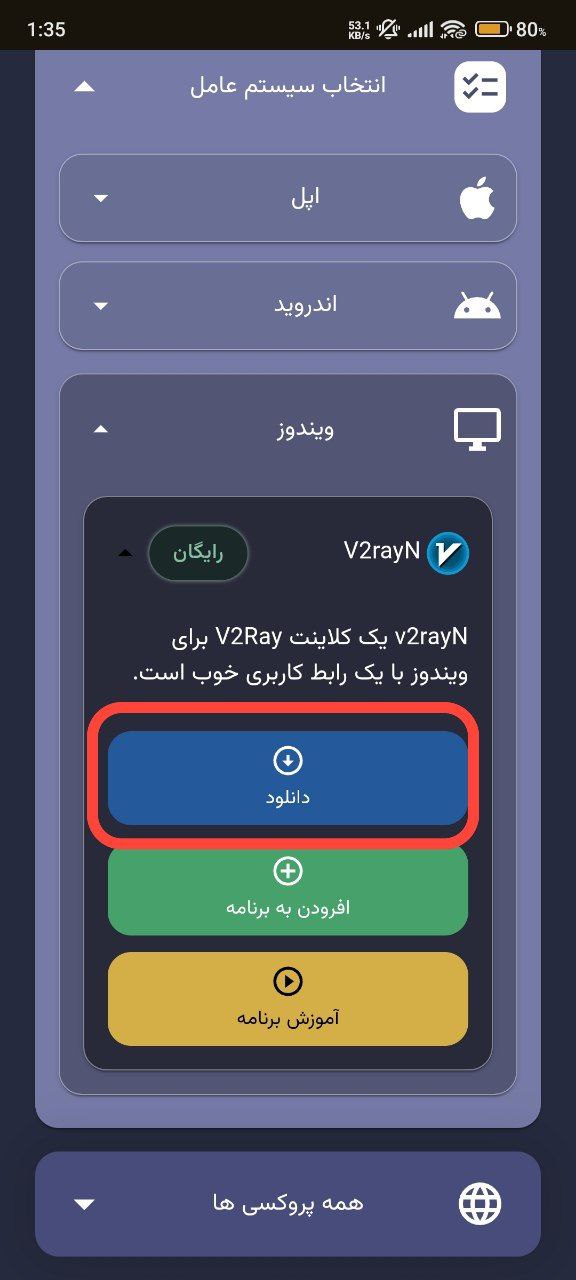 1:35
53.1 KB/s
80%
انتخاب سیستم عامل
اپل
اندروید
ویندوز
V2rayN
رایگان
v2rayN یک کلاینت V2Ray برای
ویندوز با یک رابط کاربری خوب است.
دانلود
افرودن به برنامه
آموزش برنامه
همه پروکسی ها